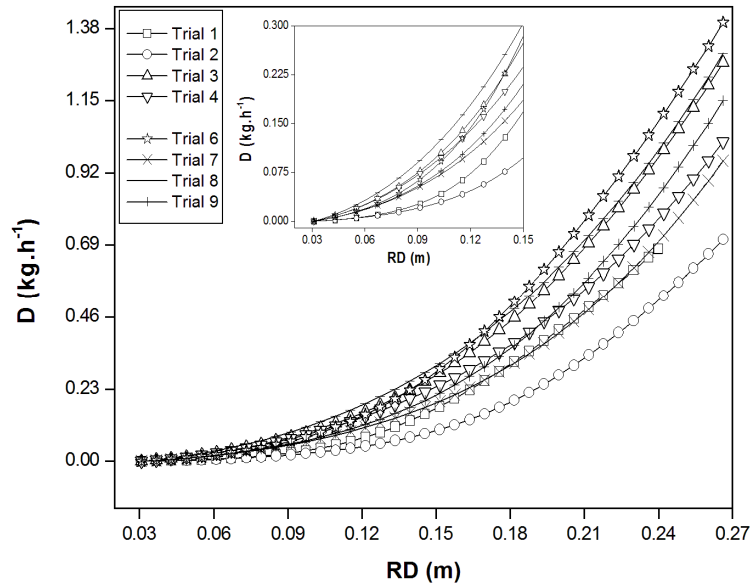 1.38
1.15
0.92
0.69
0.46
0.23
0.00
D (kg.h⁻¹)
Trial 1
Trial 2
Trial 3
Trial 4
Trial 6
Trial 7
Trial 8
Trial 9
0.300
0.225
0.150
0.075
0.000
D (kg.h⁻¹)
0.03 0.06 0.09 0.12 0.15
RD (m)
0.03 0.06 0.09 0.12 0.15 0.18 0.21 0.24 0.27
RD (m)